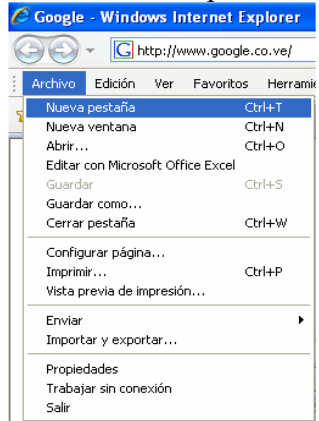 Google - Windows Internet Explorer
G http://www.google.co.ve/
Archivo Edición Ver Favoritos
Nueva pestaña Ctrl+T
Nueva ventana Ctrl+N
Abrir... Ctrl+O
Editar con Microsoft Office Excel
Guardar Ctrl+S
Guardar como...
Cerrar pestaña Ctrl+W
Configurar página...
Imprimir... Ctrl+P
Vista previa de impresión...
Enviar
Importar y exportar...
Propiedades
Trabajar sin conexión
Salir